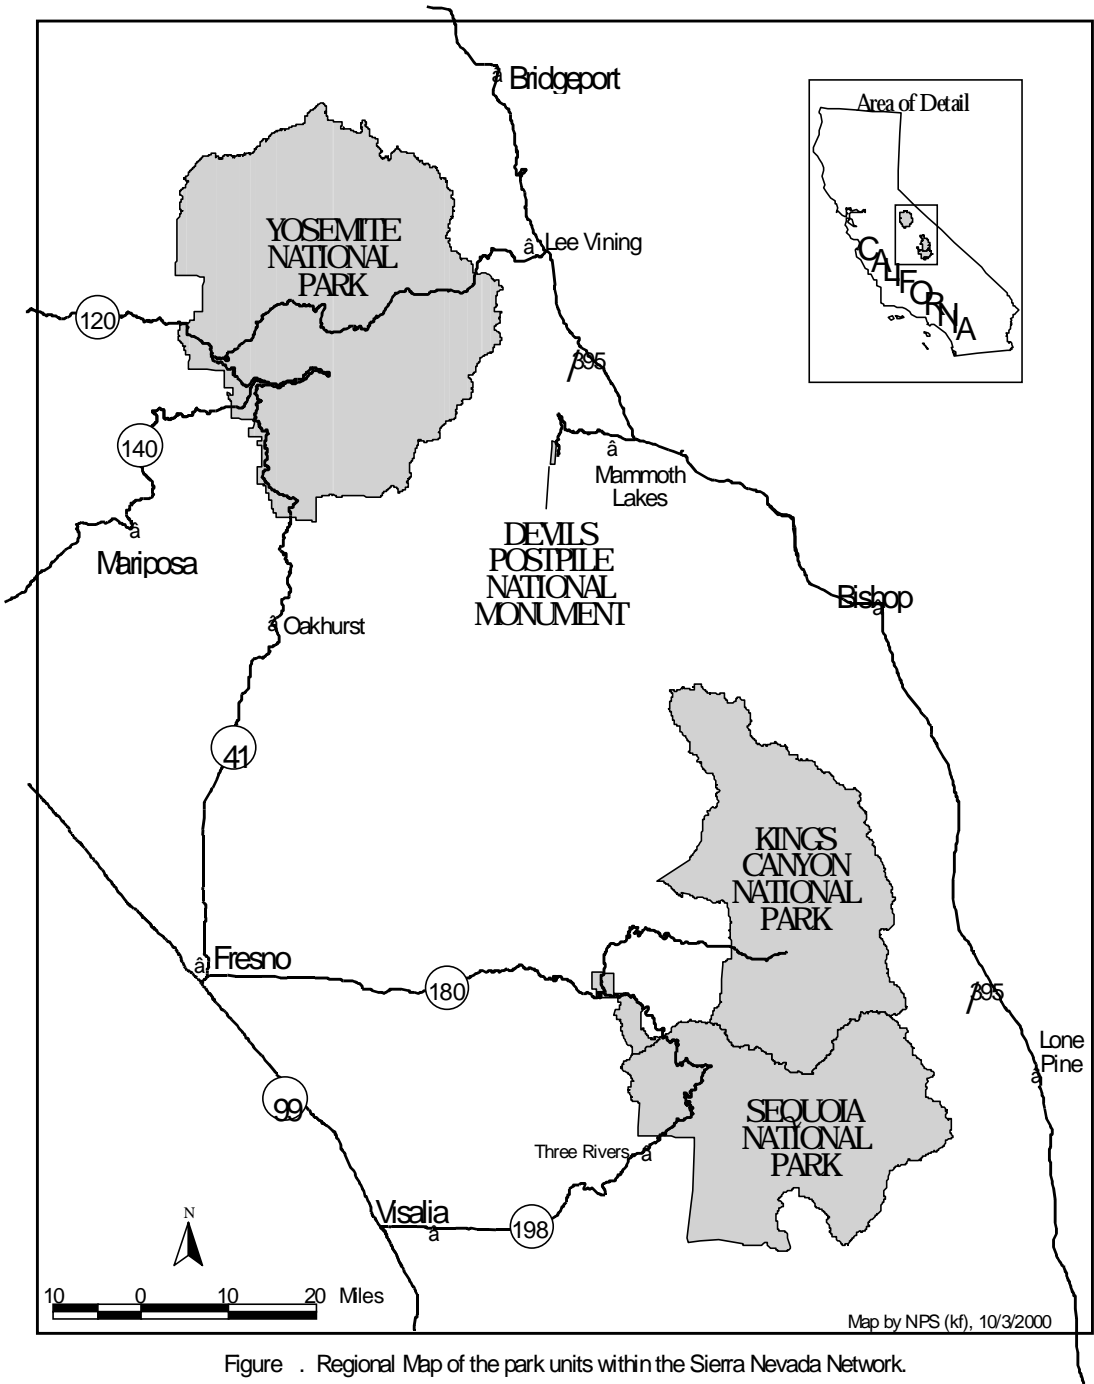 Bridgeport
Area of Detail
CALIFORNIA
YOSEMITE
NATIONAL
PARK
Lee Vining
120
395
140
Mammoth
Lakes
DEVILS
POSTPILE
NATIONAL
MONUMENT
Mariposa
Bishop
Oakhurst
41
KINGS
CANYON
NATIONAL
PARK
Fresno
180
395
Lone
Pine
99
SEQUOIA
NATIONAL
PARK
Three Rivers
Visalia
198
N
10 0 10 20 Miles
Map by NPS (kf), 10/3/2000
Figure . Regional Map of the park units within the Sierra Nevada Network.